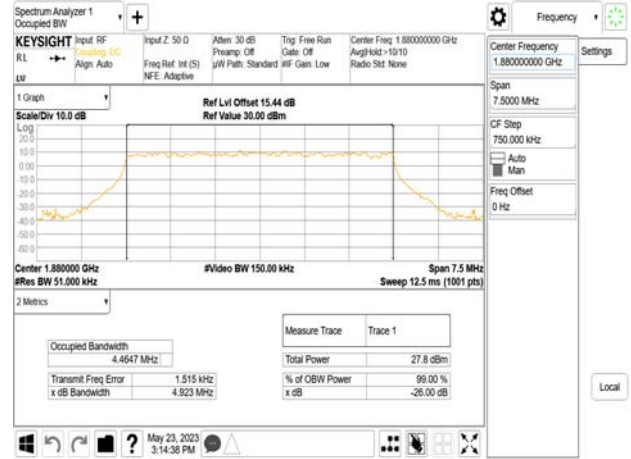 Spectrum Analyzer 1
Occupied BW
+
Frequency
KEYSIGHT
Input: RF
Coupling: DC
Align: Auto
RL
LXI
Input Z: 50 Ω
Freq Ref: Int (S)
NFE: Adaptive
Atten: 30 dB
Preamp: Off
µW Path: Standard
Trig: Free Run
Gate: Off
#IF Gain: Low
Center Freq: 1.880000000 GHz
Avg|Hold:>10/10
Radio Std: None
Center Frequency
1.880000000 GHz
Settings
Span
7.5000 MHz
CF Step
750.000 kHz
Auto
Man
Freq Offset
0 Hz
Local
1 Graph
Scale/Div 10.0 dB
Ref Lvl Offset 15.44 dB
Ref Value 30.00 dBm
Log
20.0
10.0
0.00
-10.0
-20.0
-30.0
-40.0
-50.0
-60.0
Center 1.880000 GHz
#Res BW 51.000 kHz
#Video BW 150.00 kHz
Span 7.5 MHz
Sweep 12.5 ms (1001 pts)
2 Metrics
Occupied Bandwidth
4.4647 MHz
Transmit Freq Error 1.515 kHz
x dB Bandwidth 4.923 MHz
Measure Trace Trace 1
Total Power 27.8 dBm
% of OBW Power 99.00 %
x dB -26.00 dB
?
May 23, 2023
3:14:38 PM